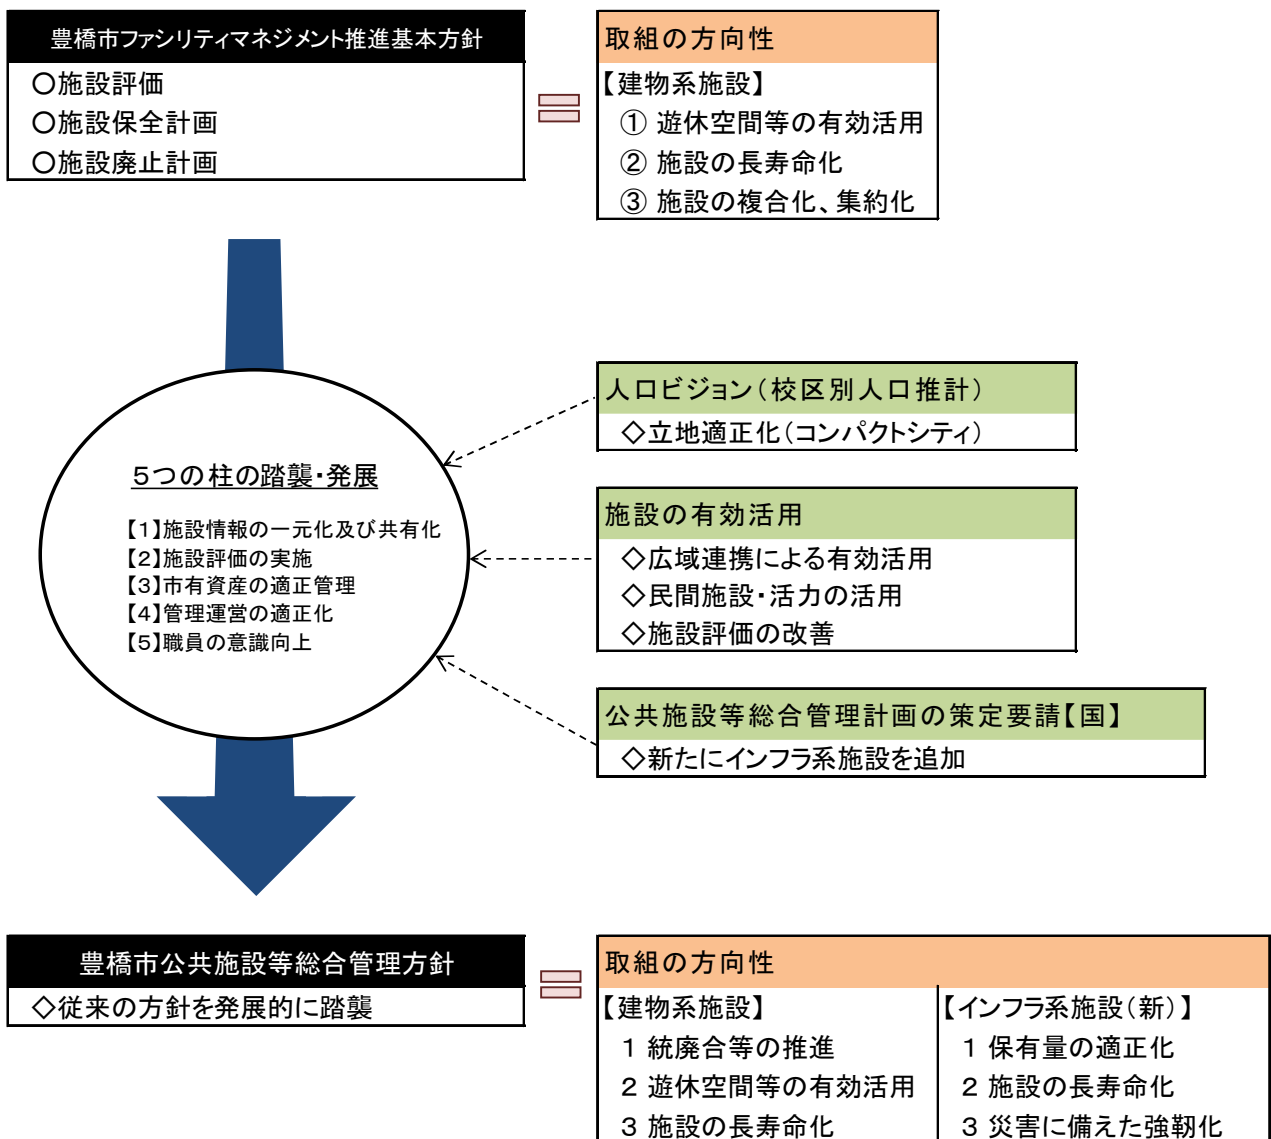 豊橋市ファシリティマネジメント推進基本方針
○施設評価
○施設保全計画
○施設廃止計画
取組の方向性
【建物系施設】
① 遊休空間等の有効活用
② 施設の長寿命化
③ 施設の複合化、集約化
人口ビジョン（校区別人口推計）
◇立地適正化（コンパクトシティ）
５つの柱の踏襲・発展
【１】施設情報の一元化及び共有化
【２】施設評価の実施
【３】市有資産の適正管理
【４】管理運営の適正化
【５】職員の意識向上
施設の有効活用
◇広域連携による有効活用
◇民間施設・活力の活用
◇施設評価の改善
公共施設等総合管理計画の策定要請【国】
◇新たにインフラ系施設を追加
豊橋市公共施設等総合管理方針
◇従来の方針を発展的に踏襲
取組の方向性
【建物系施設】
１ 統廃合等の推進
２ 遊休空間等の有効活用
３ 施設の長寿命化
【インフラ系施設（新）】
１ 保有量の適正化
２ 施設の長寿命化
３ 災害に備えた強靭化